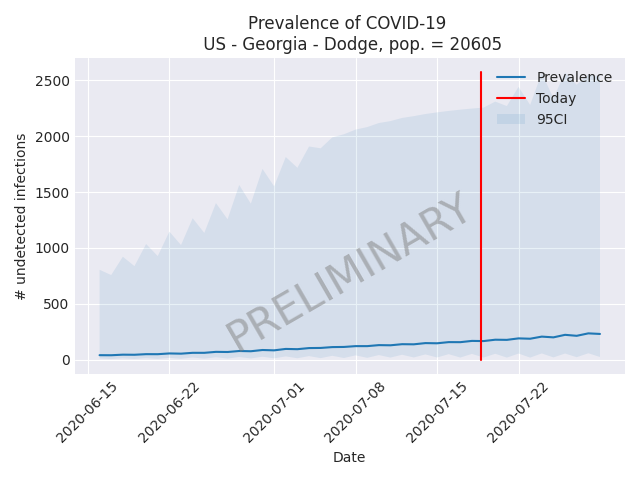 Prevalence of COVID-19
US - Georgia - Dodge, pop. = 20605
# undetected infections
2500
2000
1500
1000
500
0
Prevalence
Today
95CI
PRELIMINARY
2020-06-15
2020-06-22
2020-07-01
2020-07-08
2020-07-15
2020-07-22
Date